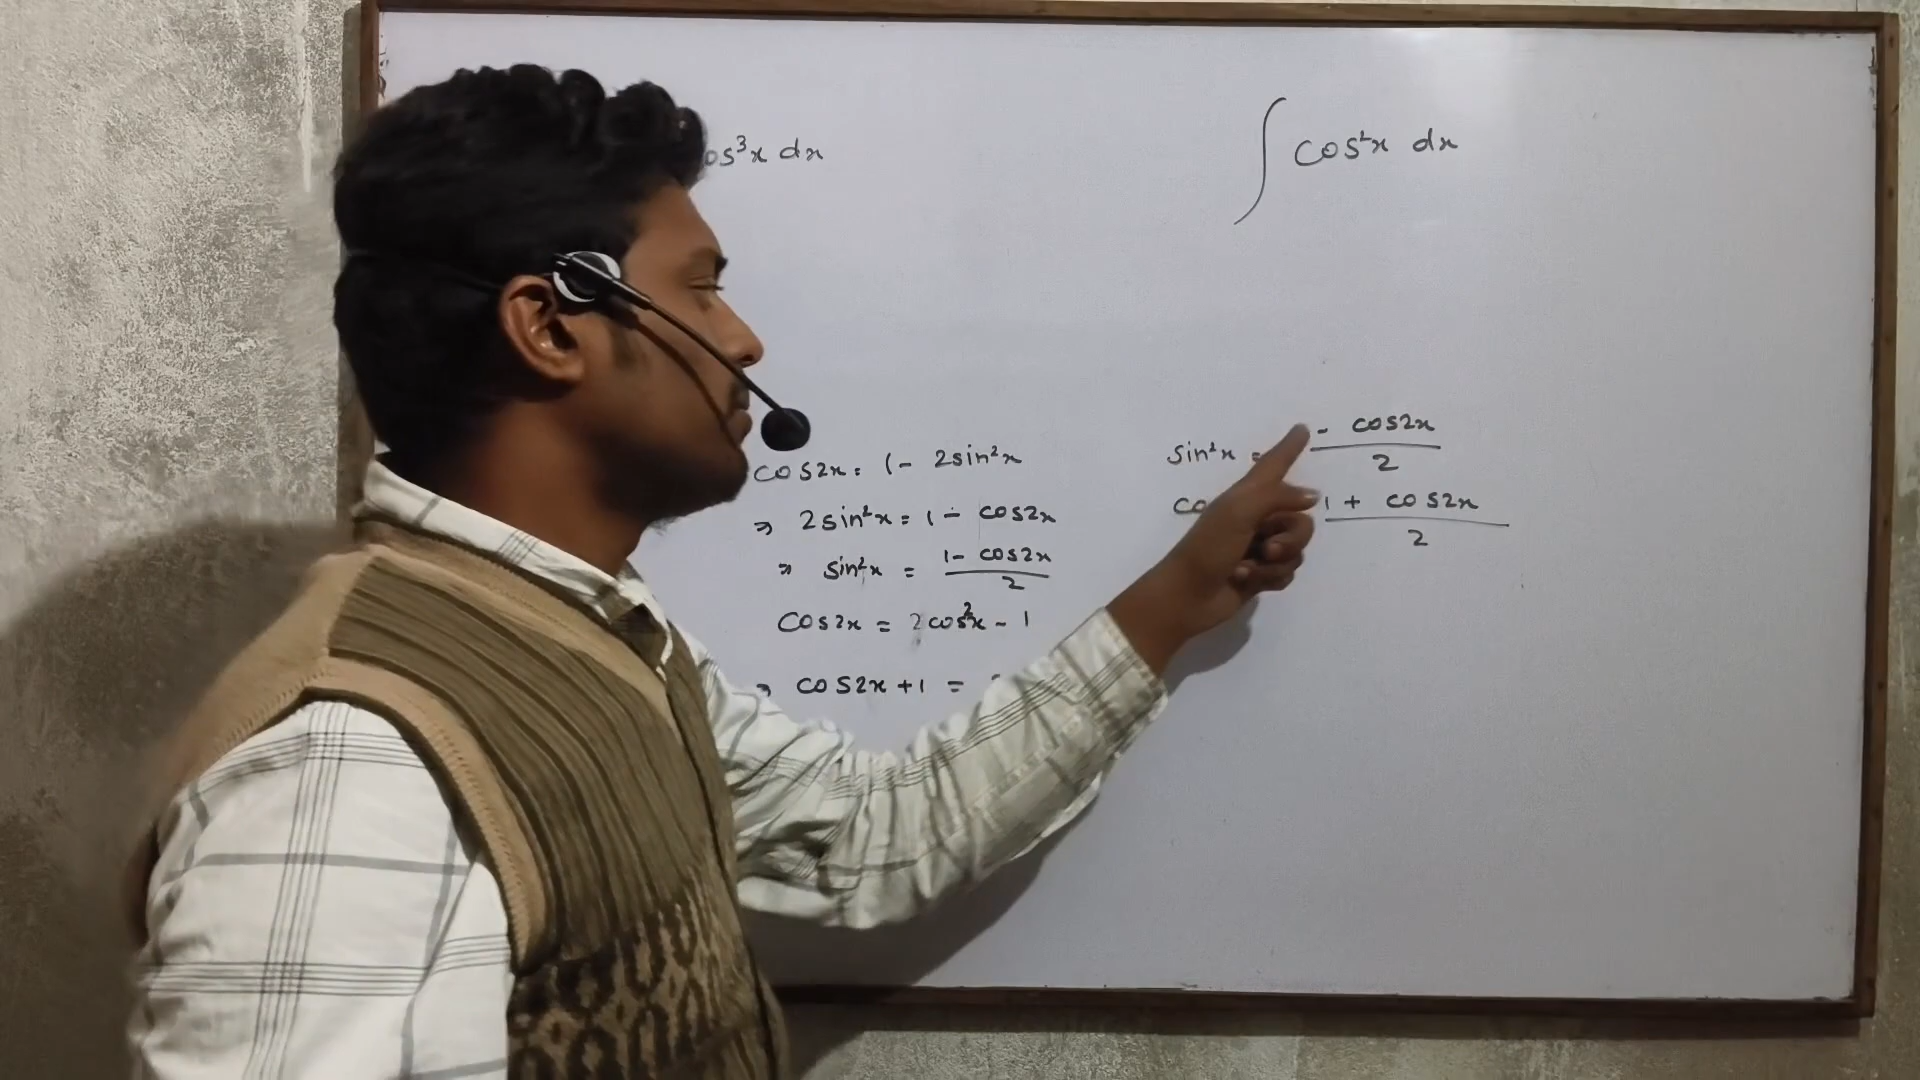 os³x dx
∫ cos²x dx
cos2x = 1 - 2sin²x
⇒ 2sin²x = 1 - cos2x
⇒ sin²x = 1 - cos2x / 2
cos2x = 2cos²x - 1
⇒ cos2x + 1 =
sin²x = - cos2x / 2
co 1 + cos2x / 2